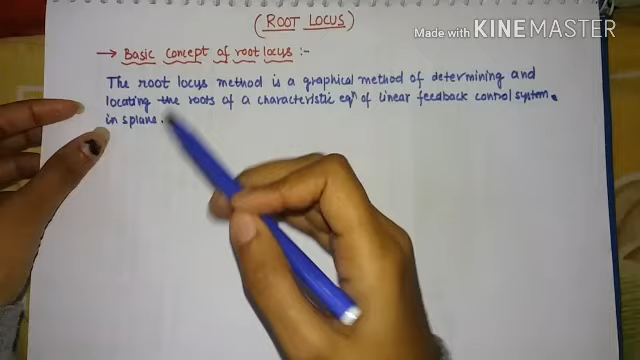 (ROOT LOCUS)
Made with KINEMASTER
→ Basic Concept of root locus :-
The root locus method is a graphical method of determining and
locating the roots of a characteristic eqⁿ of linear feedback control system.
in s plane.